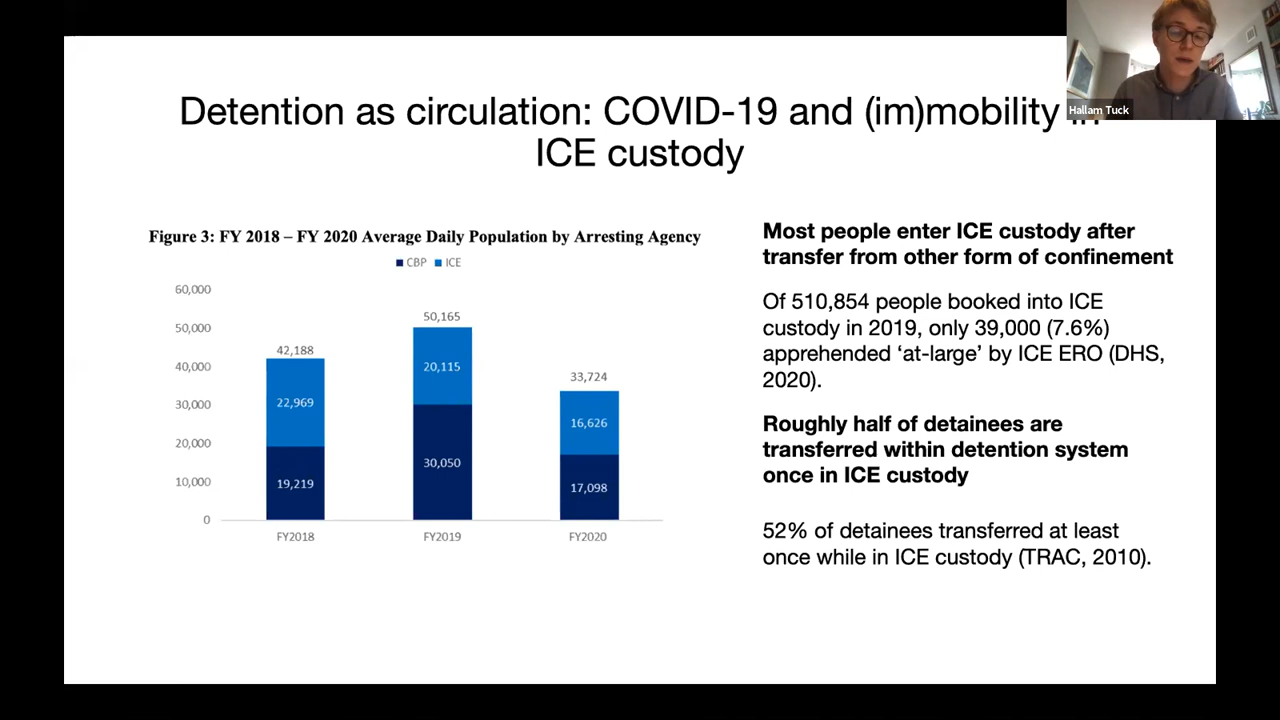 Hallam Tuck
Detention as circulation: COVID-19 and (im)mobility in
ICE custody
Figure 3: FY 2018 – FY 2020 Average Daily Population by Arresting Agency
CBP ICE
60,000
50,000
40,000
30,000
20,000
10,000
0
42,188
22,969
19,219
FY2018
50,165
20,115
30,050
FY2019
33,724
16,626
17,098
FY2020
Most people enter ICE custody after
transfer from other form of confinement
Of 510,854 people booked into ICE
custody in 2019, only 39,000 (7.6%)
apprehended ‘at-large’ by ICE ERO (DHS,
2020).
Roughly half of detainees are
transferred within detention system
once in ICE custody
52% of detainees transferred at least
once while in ICE custody (TRAC, 2010).